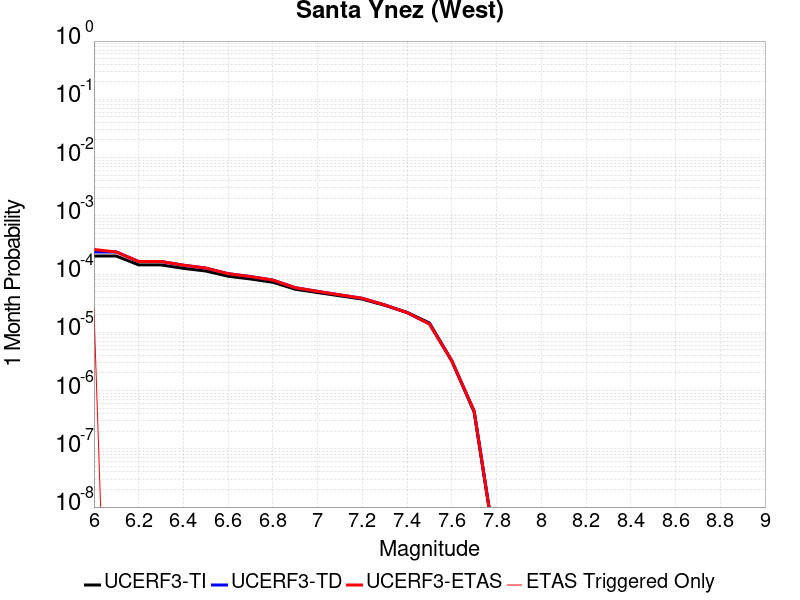 Santa Ynez (West)
10^0
10^-1
10^-2
10^-3
10^-4
10^-5
10^-6
10^-7
10^-8
1 Month Probability
6 6.2 6.4 6.6 6.8 7 7.2 7.4 7.6 7.8 8 8.2 8.4 8.6 8.8 9
Magnitude
UCERF3-TI UCERF3-TD UCERF3-ETAS ETAS Triggered Only